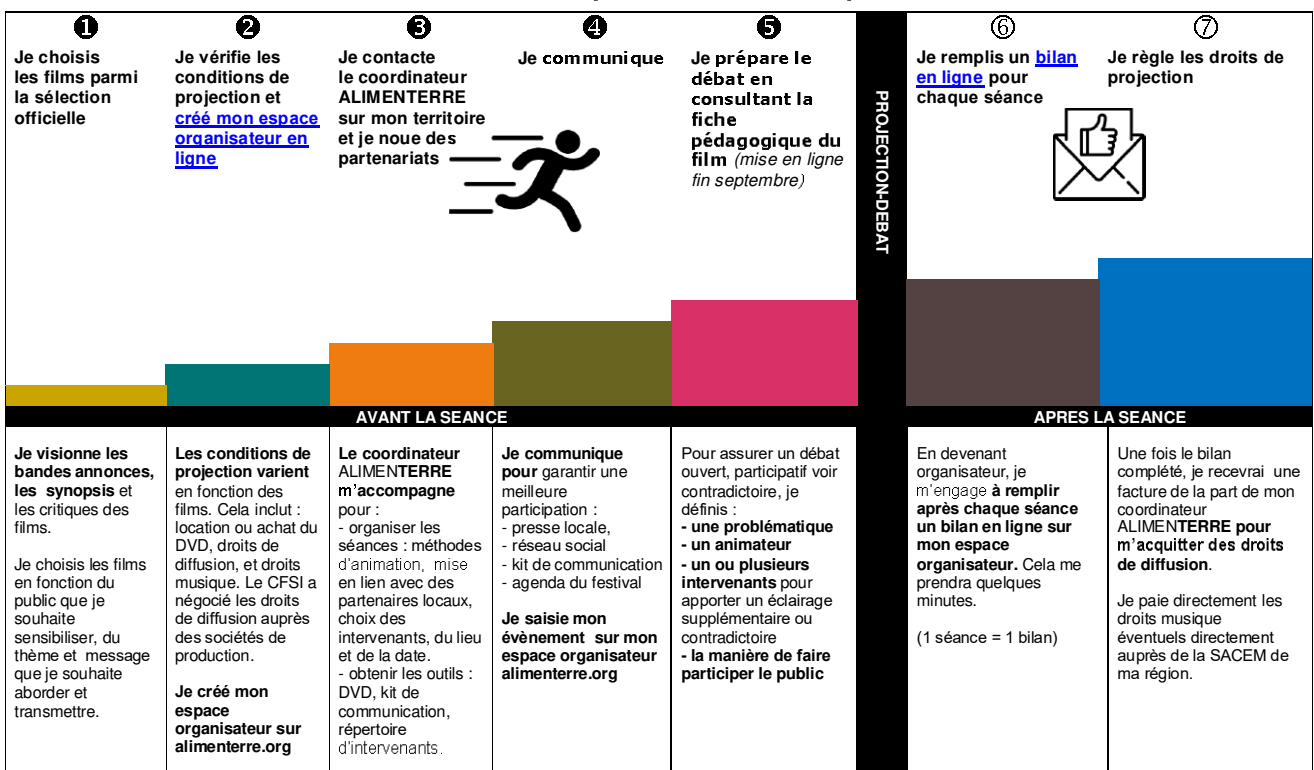 ❶
Je choisis
les films parmi
la sélection
officielle
❷
Je vérifie les
conditions de
projection et
créé mon espace
organisateur en
ligne
❸
Je contacte
le coordinateur
ALIMENTERRE
sur mon territoire
et je noue des
partenariats
❹
Je communique
❺
Je prépare le
débat en
consultant la
fiche
pédagogique du
film (mise en ligne
fin septembre)
PROJECTION-DEBAT
⑥
Je remplis un bilan
en ligne pour
chaque séance
⑦
Je règle les droits de
projection
AVANT LA SEANCE
APRES LA SEANCE
Je visionne les
bandes annonces,
les synopsis et
les critiques des
films.
Je choisis les films
en fonction du
public que je
souhaite
sensibiliser, du
thème et message
que je souhaite
aborder et
transmettre.
Les conditions de
projection varient
en fonction des
films. Cela inclut :
location ou achat du
DVD, droits de
diffusion, et droits
musique. Le CFSI a
négocié les droits
de diffusion auprès
des sociétés de
production.
Je créé mon
espace
organisateur sur
alimenterre.org
Le coordinateur
ALIMENTERRE
m'accompagne
pour :
- organiser les
séances : méthodes
d'animation, mise
en lien avec des
partenaires locaux,
choix des
intervenants, du lieu
et de la date.
- obtenir les outils :
DVD, kit de
communication,
répertoire
d'intervenants.
Je communique
pour garantir une
meilleure
participation :
- presse locale,
- réseau social
- kit de communication
- agenda du festival
Je saisie mon
évènement sur mon
espace organisateur
alimenterre.org
Pour assurer un débat
ouvert, participatif voir
contradictoire, je
définis :
- une problématique
- un animateur
- un ou plusieurs
intervenants pour
apporter un éclairage
supplémentaire ou
contradictoire
- la manière de faire
participer le public
En devenant
organisateur, je
m'engage à remplir
après chaque séance
un bilan en ligne sur
mon espace
organisateur. Cela me
prendra quelques
minutes.
(1 séance = 1 bilan)
Une fois le bilan
complété, je recevrai une
facture de la part de mon
coordinateur
ALIMENTERRE pour
m'acquitter des droits
de diffusion.
Je paie directement les
droits musique
éventuels directement
auprès de la SACEM de
ma région.